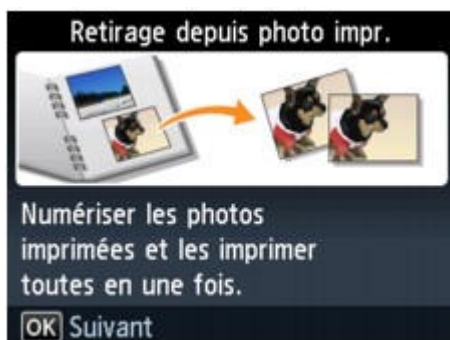 Retirage depuis photo impr.
Numériser les photos
imprimées et les imprimer
toutes en une fois.
OK Suivant